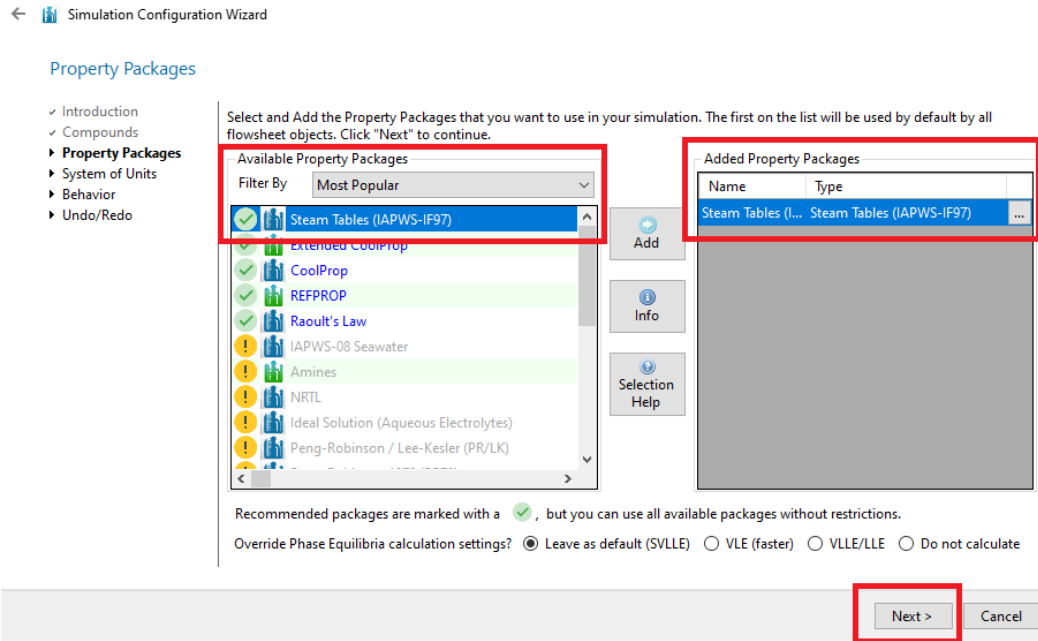 Simulation Configuration Wizard
Property Packages
Introduction
Compounds
Property Packages
System of Units
Behavior
Undo/Redo
Select and Add the Property Packages that you want to use in your simulation. The first on the list will be used by default by all
flowsheet objects. Click "Next" to continue.
Available Property Packages
Filter By Most Popular
Steam Tables (IAPWS-IF97)
Extended CoolProp
CoolProp
REFPROP
Raoult's Law
IAPWS-08 Seawater
Amines
NRTL
Ideal Solution (Aqueous Electrolytes)
Peng-Robinson / Lee-Kesler (PR/LK)
Add
Info
Selection
Help
Added Property Packages
Name Type
Steam Tables (I... Steam Tables (IAPWS-IF97) ...
Recommended packages are marked with a , but you can use all available packages without restrictions.
Override Phase Equilibria calculation settings? Leave as default (SVLLE) VLE (faster) VLLE/LLE Do not calculate
Next > Cancel